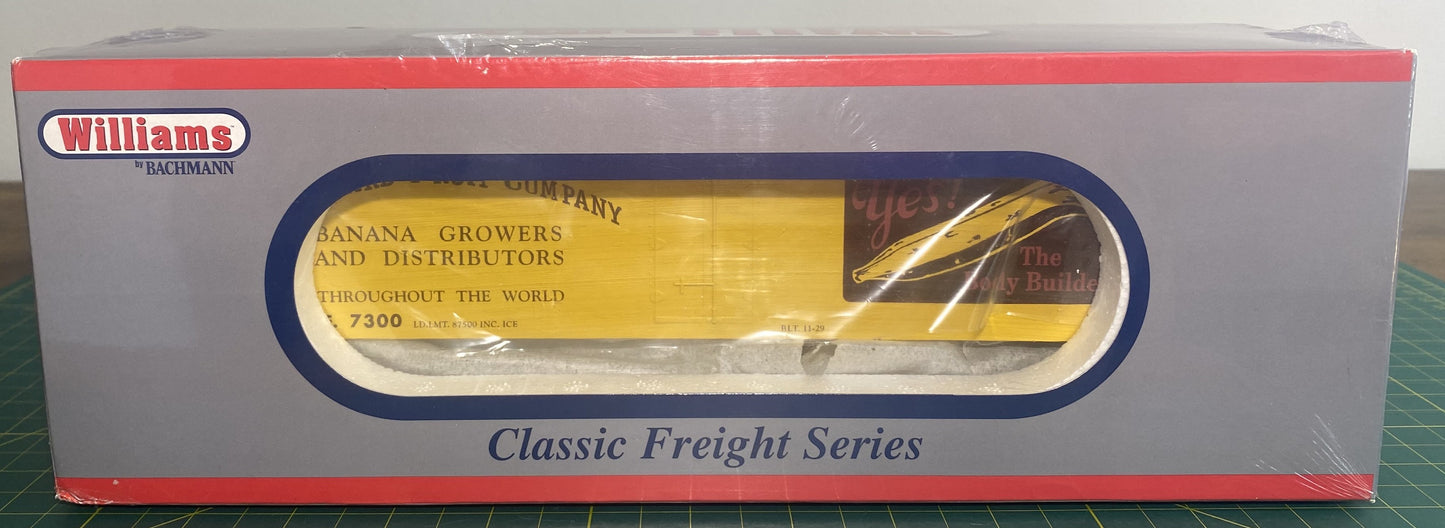 Williams
by BACHMANN
COMPANY
BANANA GROWERS
AND DISTRIBUTORS
THROUGHOUT THE WORLD
7300 LD.LMT. 87500 INC. ICE
BLT. 11-29
Yes!
The
Body Builde
Classic Freight Series